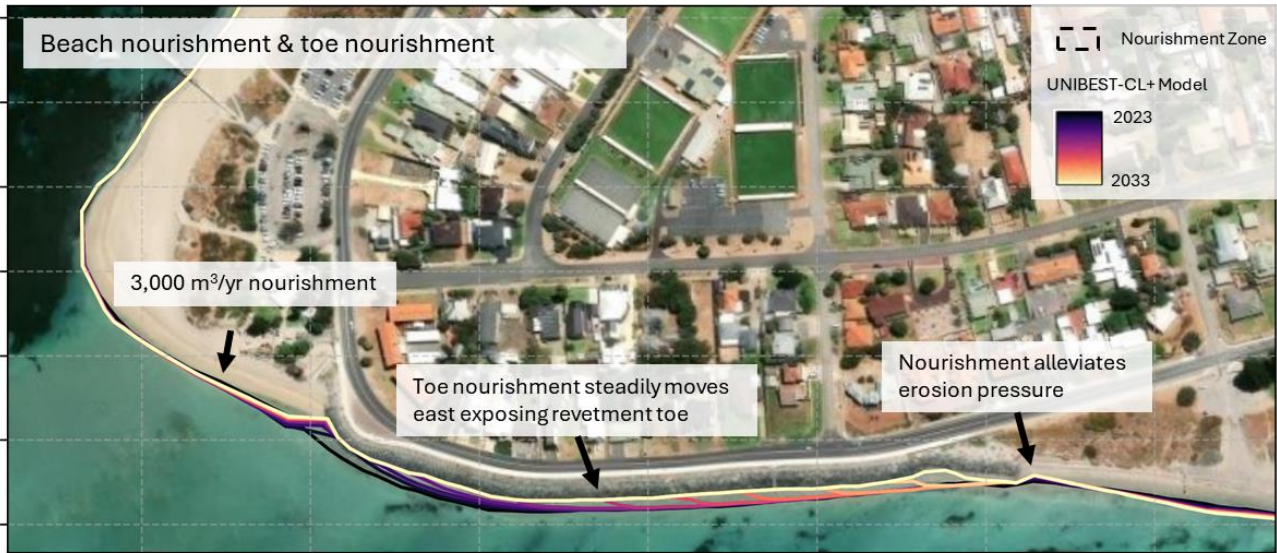 Beach nourishment & toe nourishment
Nourishment Zone
UNIBEST-CL+ Model
2023
2033
3,000 m³/yr nourishment
Toe nourishment steadily moves
east exposing revetment toe
Nourishment alleviates
erosion pressure